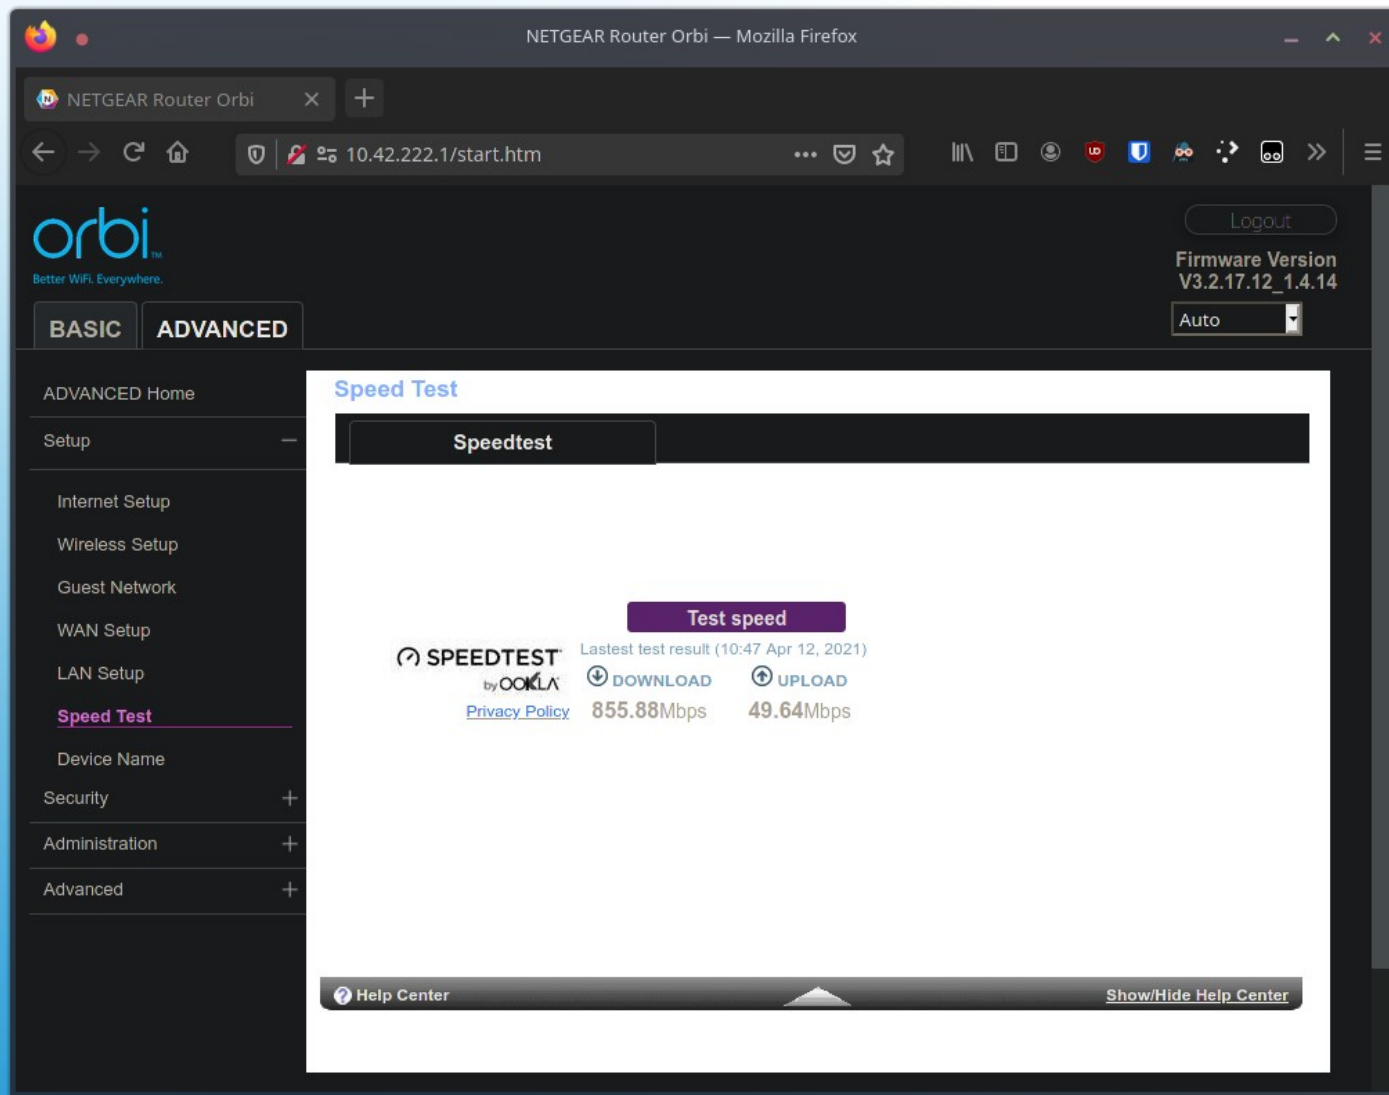 NETGEAR Router Orbi — Mozilla Firefox
NETGEAR Router Orbi
10.42.222.1/start.htm
orbi™
Better WiFi. Everywhere.
Logout
Firmware Version
V3.2.17.12_1.4.14
Auto
BASIC
ADVANCED
ADVANCED Home
Setup
Internet Setup
Wireless Setup
Guest Network
WAN Setup
LAN Setup
Speed Test
Device Name
Security
Administration
Advanced
Speed Test
Speedtest
Test speed
Lastest test result (10:47 Apr 12, 2021)
SPEEDTEST
by OOKLA
Privacy Policy
DOWNLOAD
855.88Mbps
UPLOAD
49.64Mbps
Help Center
Show/Hide Help Center